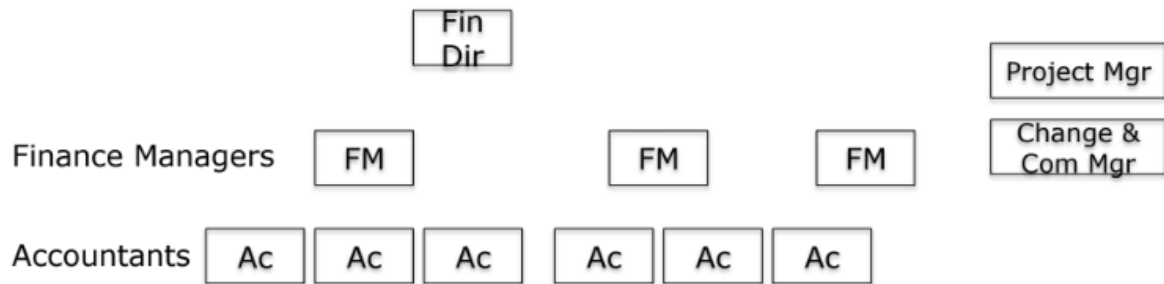 Fin
Dir
Project Mgr
Finance Managers FM FM FM
Change &
Com Mgr
Accountants Ac Ac Ac Ac Ac Ac